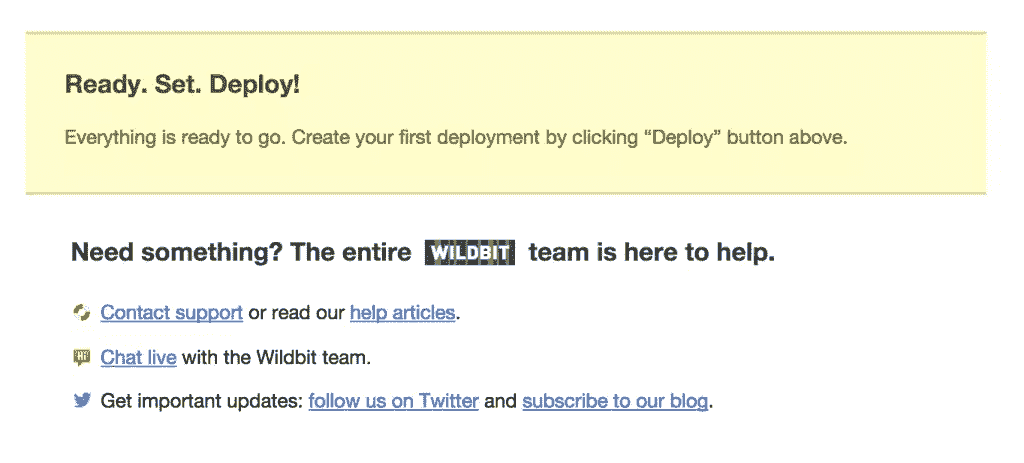 Ready. Set. Deploy!
Everything is ready to go. Create your first deployment by clicking “Deploy” button above.
Need something? The entire WILDBIT team is here to help.
Contact support or read our help articles.
Hi Chat live with the Wildbit team.
Get important updates: follow us on Twitter and subscribe to our blog.